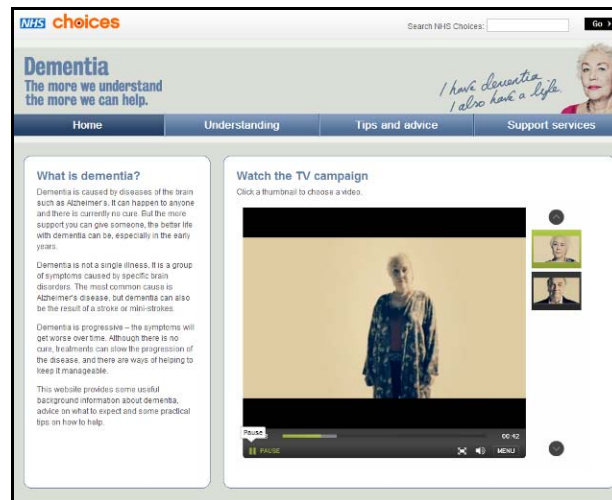 NHS choices
Search NHS Choices:
Go
Dementia
The more we understand
the more we can help.
I have dementia
I also have a life.
Home
Understanding
Tips and advice
Support services
What is dementia?
Dementia is caused by diseases of the brain
such as Alzheimer's. It can happen to anyone
and there is currently no cure. But the more
support you can give someone, the better life
with dementia can be, especially in the early
years.
Dementia is not a single illness. It is a group
of symptoms caused by specific brain
disorders. The most common cause is
Alzheimer's disease, but dementia can also
be the result of a stroke or mini-strokes.
Dementia is progressive – the symptoms will
get worse over time. Although there is no
cure, treatments can slow the progression of
the disease, and there are ways of helping to
keep it manageable.
This website provides some useful
background information about dementia,
advice on what to expect and some practical
tips on how to help.
Watch the TV campaign
Click a thumbnail to choose a video.
Pause
00:42
PAUSE
MENU